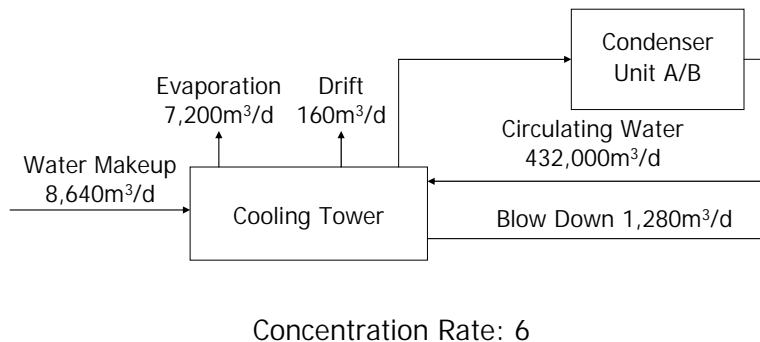 Condenser
Unit A/B
Evaporation
7,200m³/d
Drift
160m³/d
Circulating Water
432,000m³/d
Water Makeup
8,640m³/d
Cooling Tower
Blow Down 1,280m³/d
Concentration Rate: 6